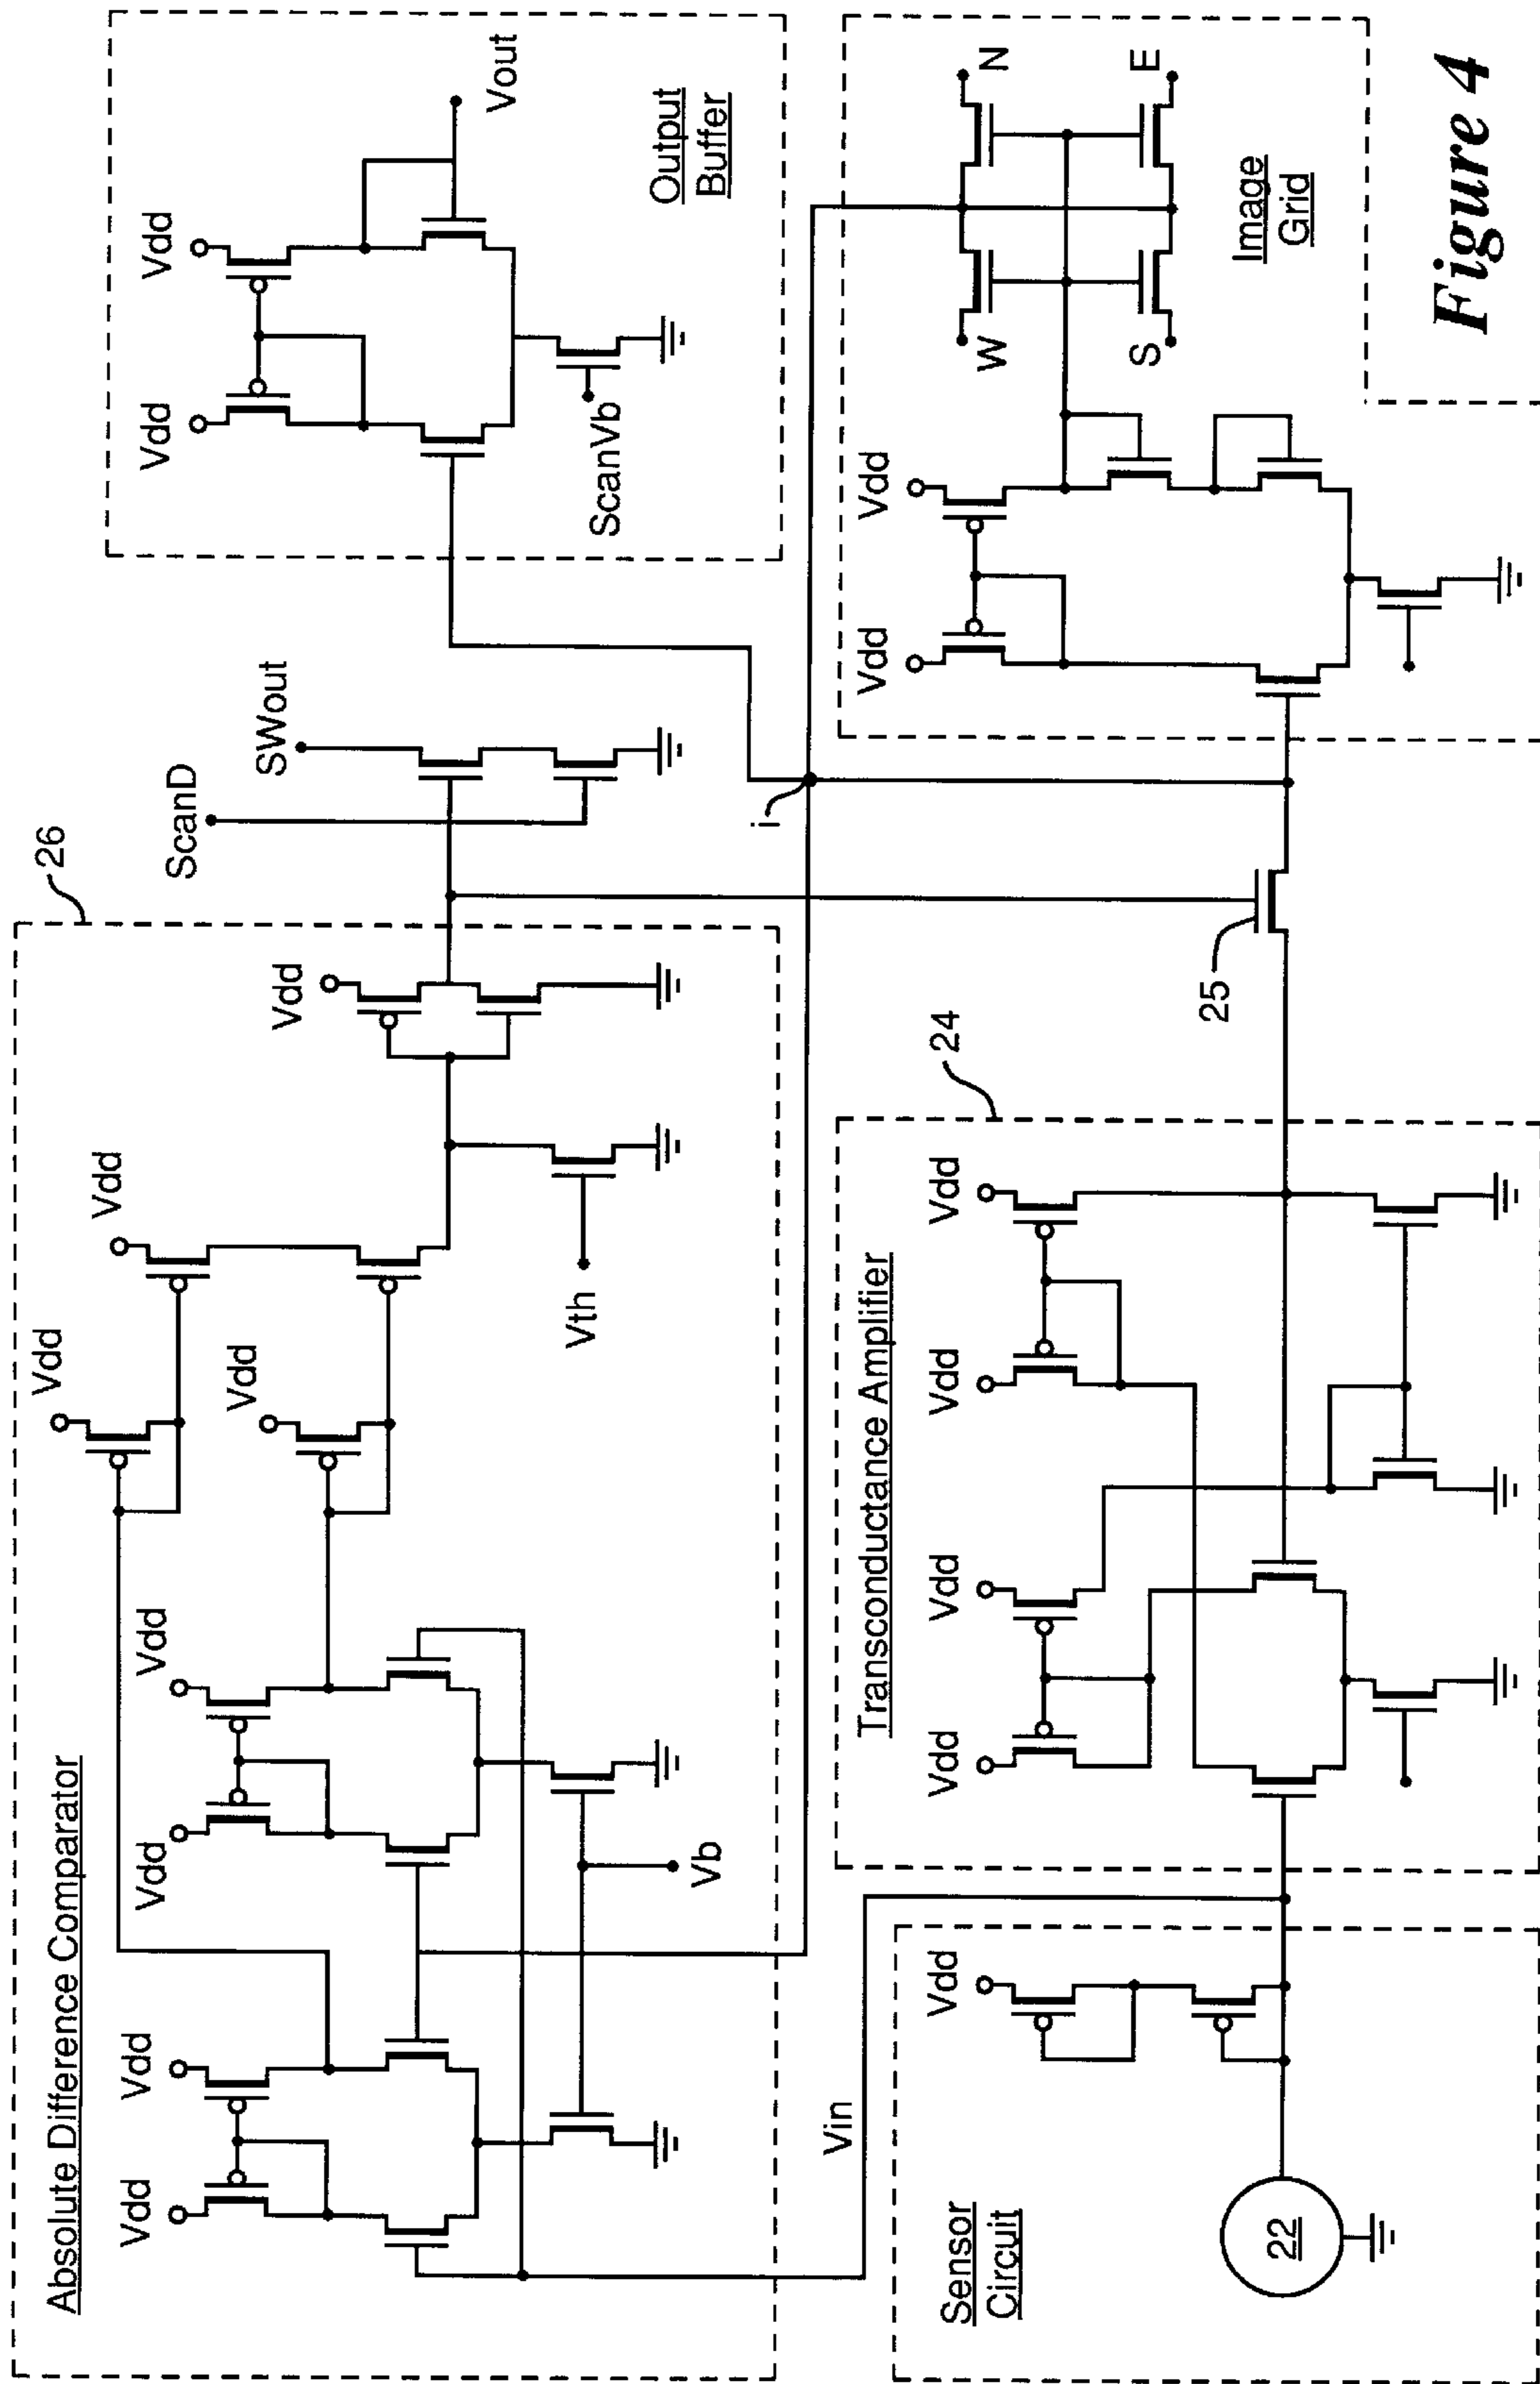 Absolute Difference Comparator
26
Vdd
Vdd
Vdd
Vdd
Vdd
Vdd
Vdd
Vdd
Vb
Vth
ScanD
SWout
Vdd
Vdd
Vout
ScanVb
Output
Buffer
Vin
i
Sensor
Circuit
Vdd
22
Transconductance Amplifier
24
Vdd
Vdd
Vdd
Vdd
25
Vdd
Vdd
W
N
S
E
Image
Grid
Figure 4